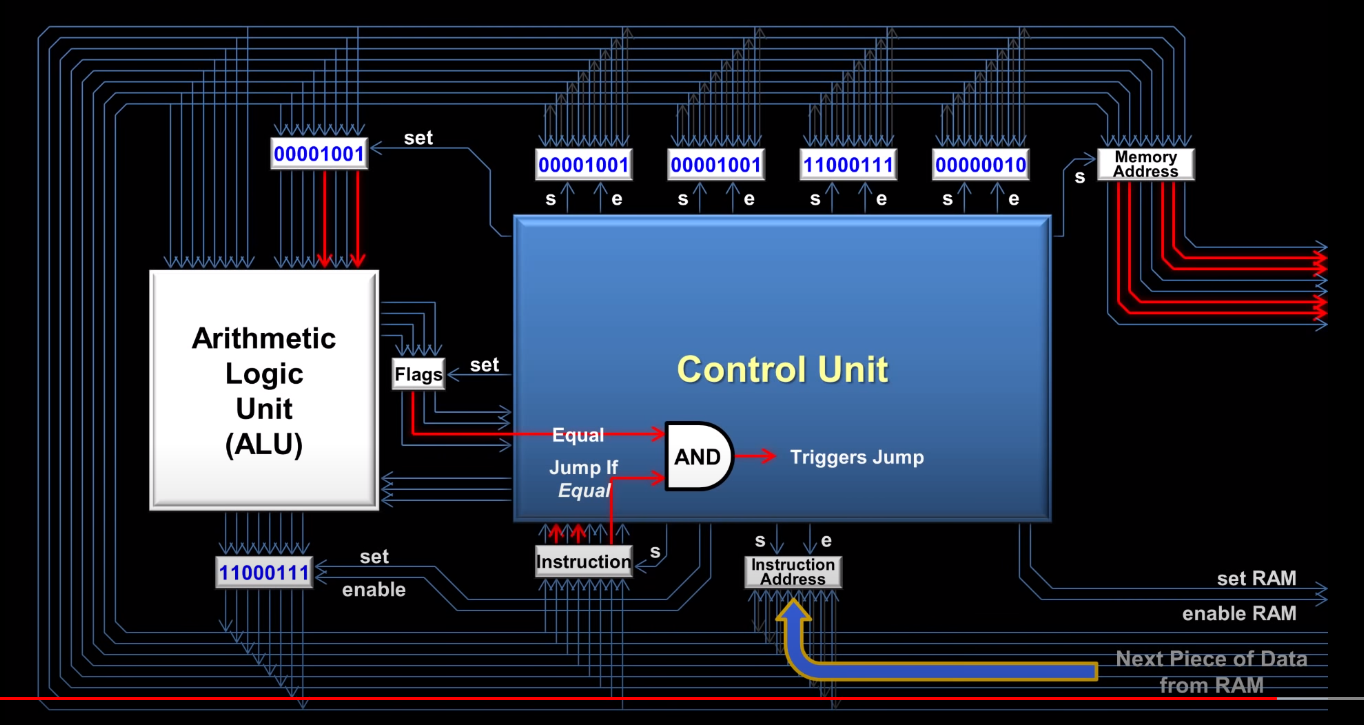 set
00001001
00001001
00001001
11000111
00000010
Memory
Address
s
e
s
e
s
e
s
e
s
Arithmetic
Logic
Unit
(ALU)
Flags
set
Control Unit
Equal
Jump If
Equal
AND
Triggers Jump
Instruction
s
s
e
Instruction
Address
11000111
set
enable
set RAM
enable RAM
Next Piece of Data
from RAM